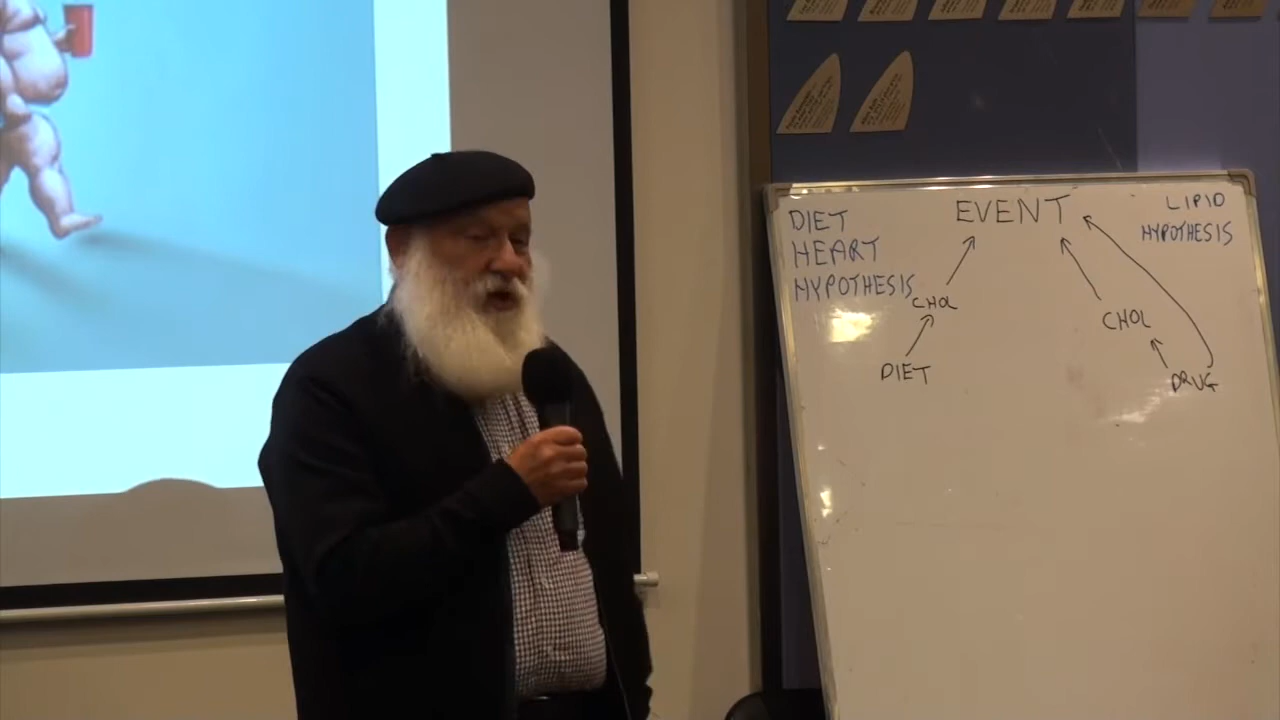 DIET
HEART
HYPOTHESIS
EVENT
LIPID
HYPOTHESIS
CHOL
DIET
CHOL
DRUG